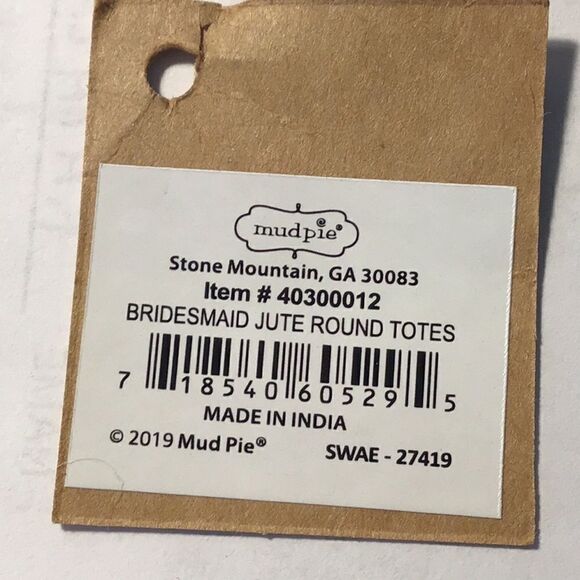 mudpie®
Stone Mountain, GA 30083
Item # 40300012
BRIDESMAID JUTE ROUND TOTES
7 18540 60529 5
MADE IN INDIA
© 2019 Mud Pie® SWAE - 27419